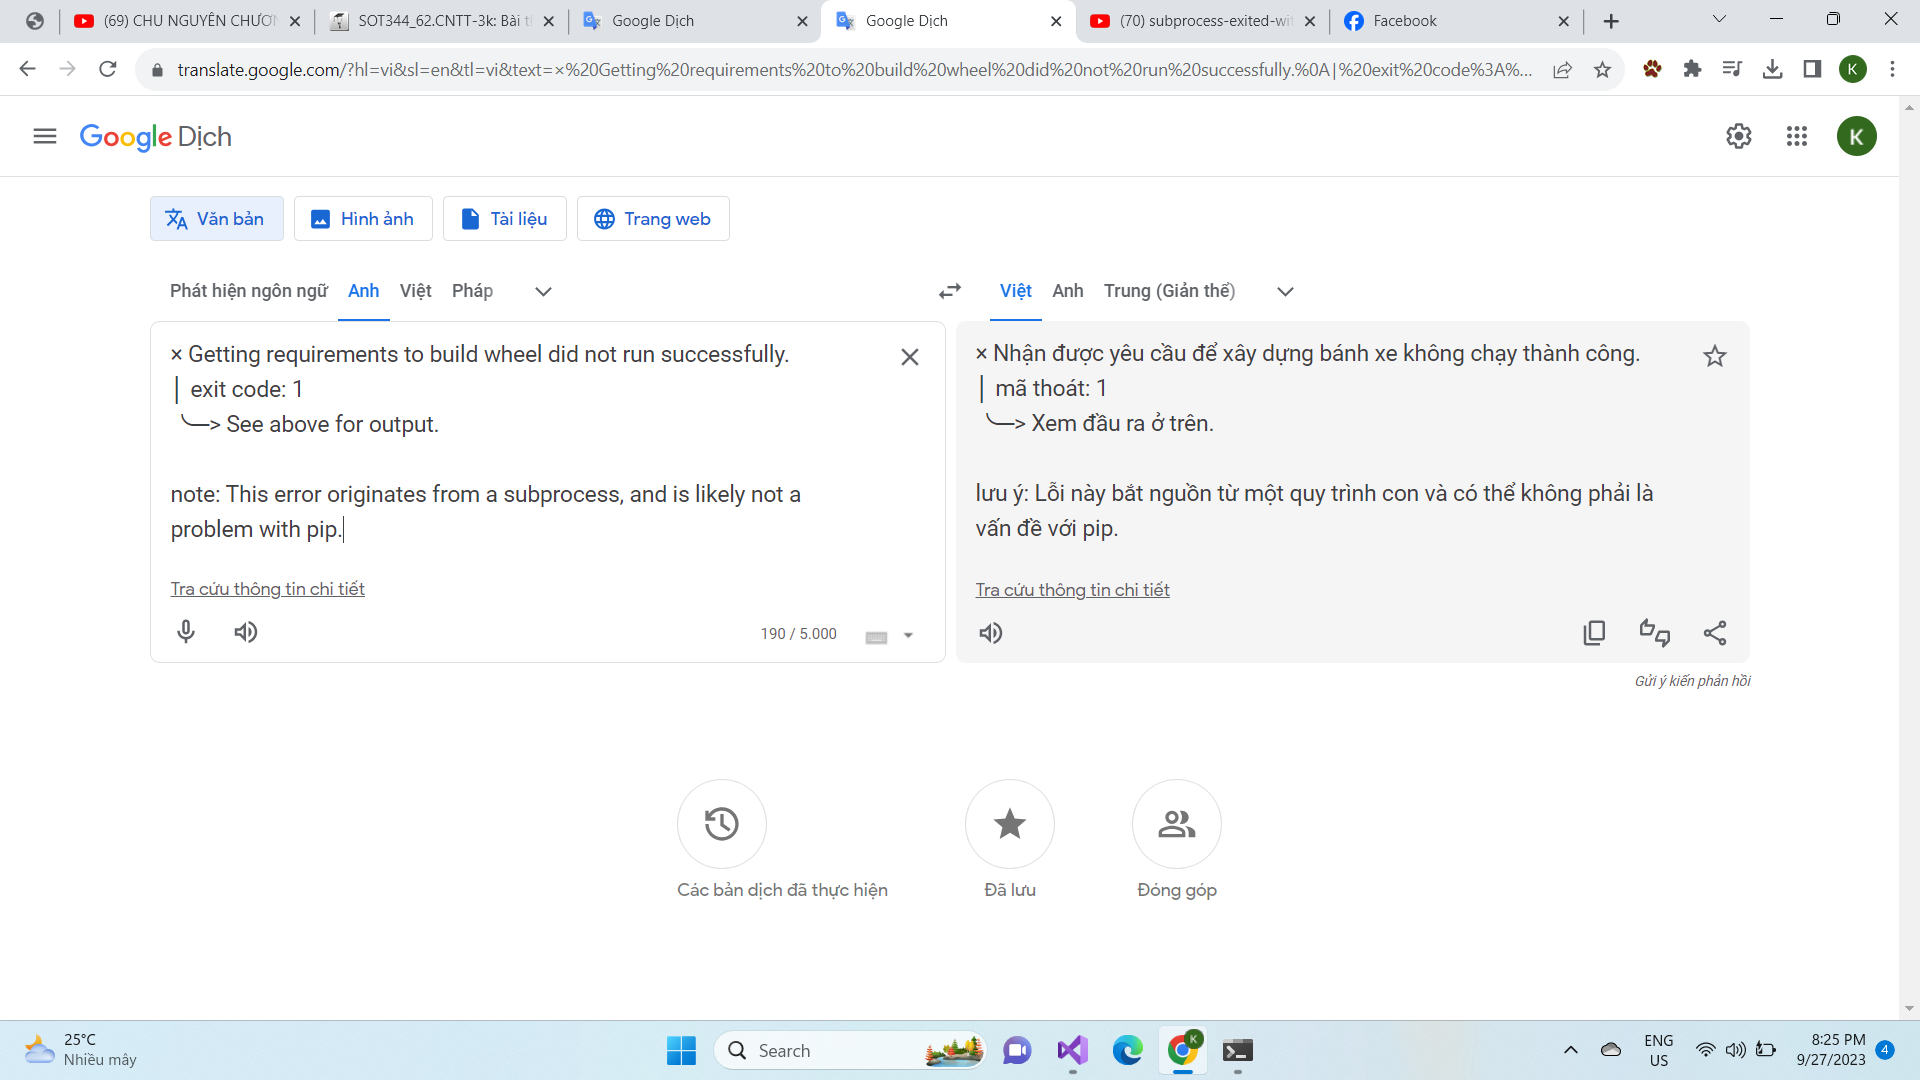 (69) CHU NGUYÊN CHƯƠN
SOT344_62.CNTT-3k: Bài t
Google Dịch
Google Dịch
(70) subprocess-exited-wit
Facebook
translate.google.com/?hl=vi&sl=en&tl=vi&text=×%20Getting%20requirements%20to%20build%20wheel%20did%20not%20run%20successfully.%0A|%20exit%20code%3A%...
K
Google Dịch
K
Văn bản
Hình ảnh
Tài liệu
Trang web
Phát hiện ngôn ngữ
Anh
Việt
Pháp
Việt
Anh
Trung (Giản thể)
× Getting requirements to build wheel did not run successfully.
│ exit code: 1
╰─> See above for output.
note: This error originates from a subprocess, and is likely not a
problem with pip.
Tra cứu thông tin chi tiết
190 / 5.000
× Nhận được yêu cầu để xây dựng bánh xe không chạy thành công.
│ mã thoát: 1
╰─> Xem đầu ra ở trên.
lưu ý: Lỗi này bắt nguồn từ một quy trình con và có thể không phải là
vấn đề với pip.
Tra cứu thông tin chi tiết
Gửi ý kiến phản hồi
Các bản dịch đã thực hiện
Đã lưu
Đóng góp
25°C
Nhiều mây
Search
K
ENG
US
8:25 PM
9/27/2023
4